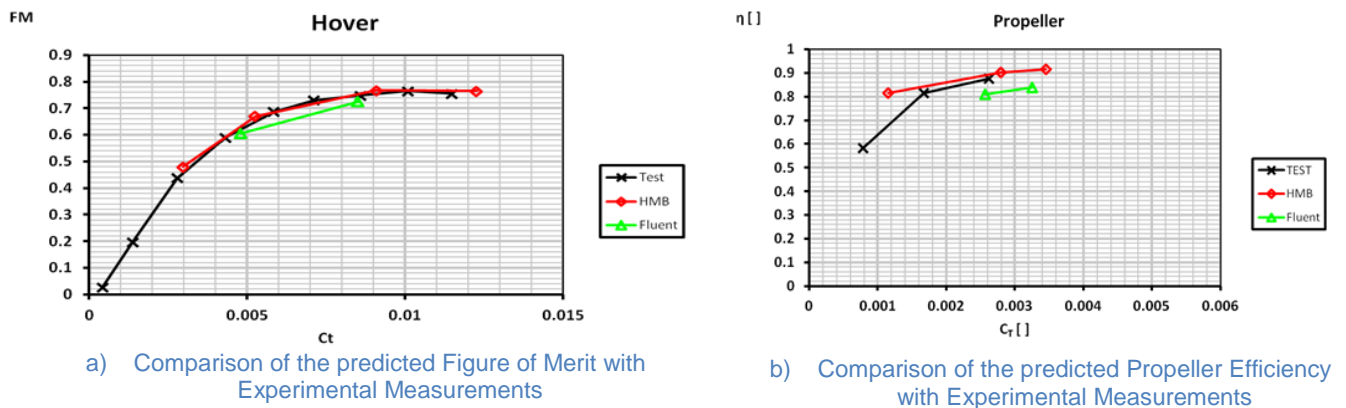 FM
Hover
0.9
0.8
0.7
0.6
0.5
0.4
0.3
0.2
0.1
0
0 0.005 0.01 0.015
Ct
Test
HMB
Fluent
a) Comparison of the predicted Figure of Merit with
Experimental Measurements
η [ ]
Propeller
1
0.9
0.8
0.7
0.6
0.5
0.4
0.3
0.2
0.1
0
0 0.001 0.002 0.003 0.004 0.005 0.006
C_T [ ]
TEST
HMB
Fluent
b) Comparison of the predicted Propeller Efficiency
with Experimental Measurements